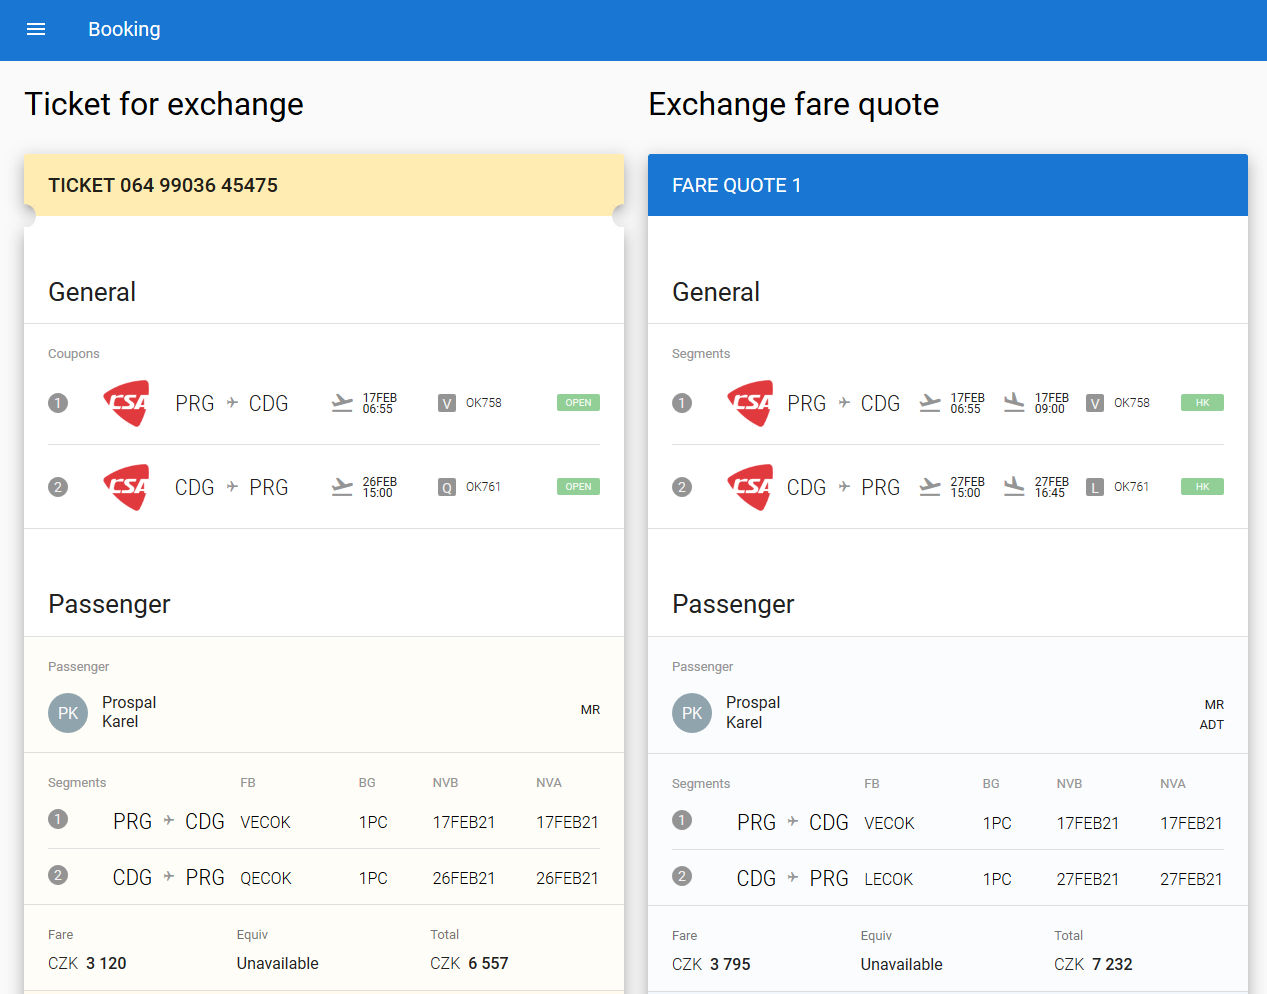 Booking
Ticket for exchange
TICKET 064 99036 45475
General
Coupons
1 CSA PRG CDG 17FEB 06:55 V OK758 OPEN
2 CSA CDG PRG 26FEB 15:00 Q OK761 OPEN
Passenger
Passenger
PK Prospal Karel MR
Segments FB BG NVB NVA
1 PRG CDG VECOK 1PC 17FEB21 17FEB21
2 CDG PRG QECOK 1PC 26FEB21 26FEB21
Fare Equiv Total
CZK 3 120 Unavailable CZK 6 557
Exchange fare quote
FARE QUOTE 1
General
Segments
1 CSA PRG CDG 17FEB 06:55 17FEB 09:00 V OK758 HK
2 CSA CDG PRG 27FEB 15:00 27FEB 16:45 L OK761 HK
Passenger
Passenger
PK Prospal Karel MR ADT
Segments FB BG NVB NVA
1 PRG CDG VECOK 1PC 17FEB21 17FEB21
2 CDG PRG LECOK 1PC 27FEB21 27FEB21
Fare Equiv Total
CZK 3 795 Unavailable CZK 7 232